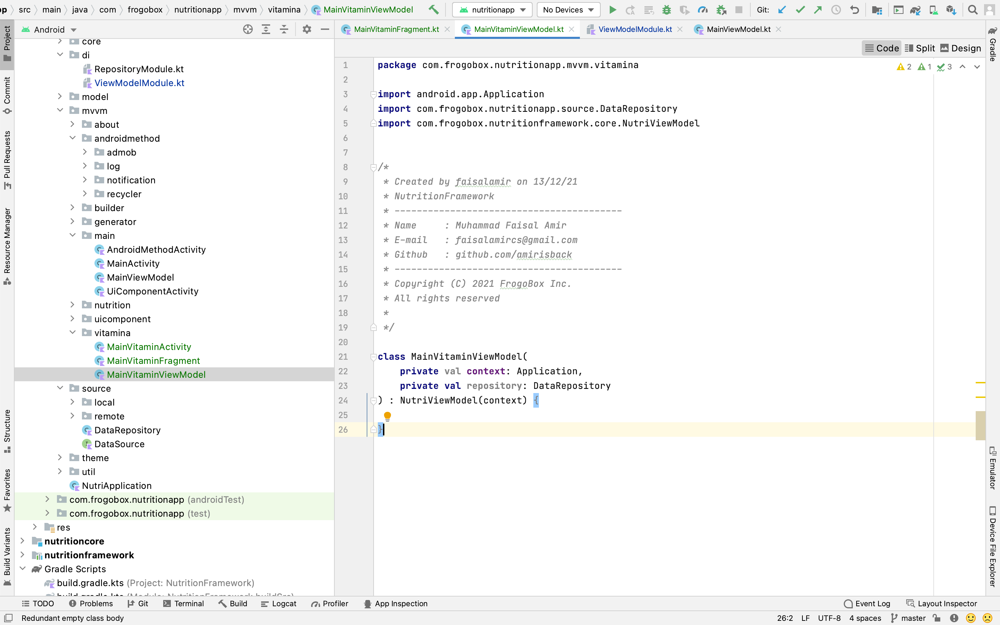 pp src main java com frogobox nutritionapp mvvm vitamina MainVitaminViewModel nutritionapp No Devices Git:
Android
MainVitaminFragment.kt MainVitaminViewModel.kt ViewModelModule.kt MainViewModel.kt
Code Split Design
Project
Commit
Pull Requests
Resource Manager
Structure
Favorites
Build Variants
core
di
RepositoryModule.kt
ViewModelModule.kt
model
mvvm
about
androidmethod
admob
log
notification
recycler
builder
generator
main
AndroidMethodActivity
MainActivity
MainViewModel
UiComponentActivity
nutrition
uicomponent
vitamina
MainVitaminActivity
MainVitaminFragment
MainVitaminViewModel
source
local
remote
DataRepository
DataSource
theme
util
NutriApplication
com.frogobox.nutritionapp (androidTest)
com.frogobox.nutritionapp (test)
res
nutritioncore
nutritionframework
Gradle Scripts
build.gradle.kts (Project: NutritionFramework)
build.gradle.kts (Module: NutritionFramework.buildSrc)
2 1 3
1 package com.frogobox.nutritionapp.mvvm.vitamina
2
3 import android.app.Application
4 import com.frogobox.nutritionapp.source.DataRepository
5 import com.frogobox.nutritionframework.core.NutriViewModel
6
7
8 /*
9 * Created by faisalamir on 13/12/21
10 * NutritionFramework
11 * -----------------------------------------
12 * Name : Muhammad Faisal Amir
13 * E-mail : faisalamircs@gmail.com
14 * Github : github.com/amirisback
15 * -----------------------------------------
16 * Copyright (C) 2021 FrogoBox Inc.
17 * All rights reserved
18 *
19 */
20
21 class MainVitaminViewModel(
22 private val context: Application,
23 private val repository: DataRepository
24 ) : NutriViewModel(context) {
25
26 }
Gradle
Emulator
Device File Explorer
TODO Problems Git Terminal Build Logcat Profiler App Inspection Event Log Layout Inspector
Redundant empty class body 26:2 LF UTF-8 4 spaces master